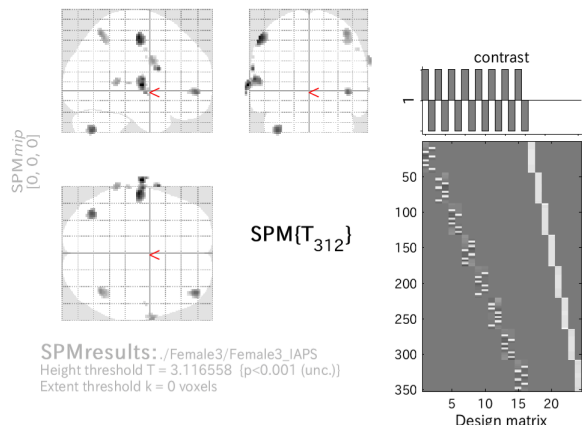 contrast
1
SPMmip
[0, 0, 0]
<
<
<
SPM{T312}
50
100
150
200
250
300
350
5 10 15 20
Design matrix
SPMresults: ./Female3/Female3_IAPS
Height threshold T = 3.116558 {p<0.001 (unc.)}
Extent threshold k = 0 voxels